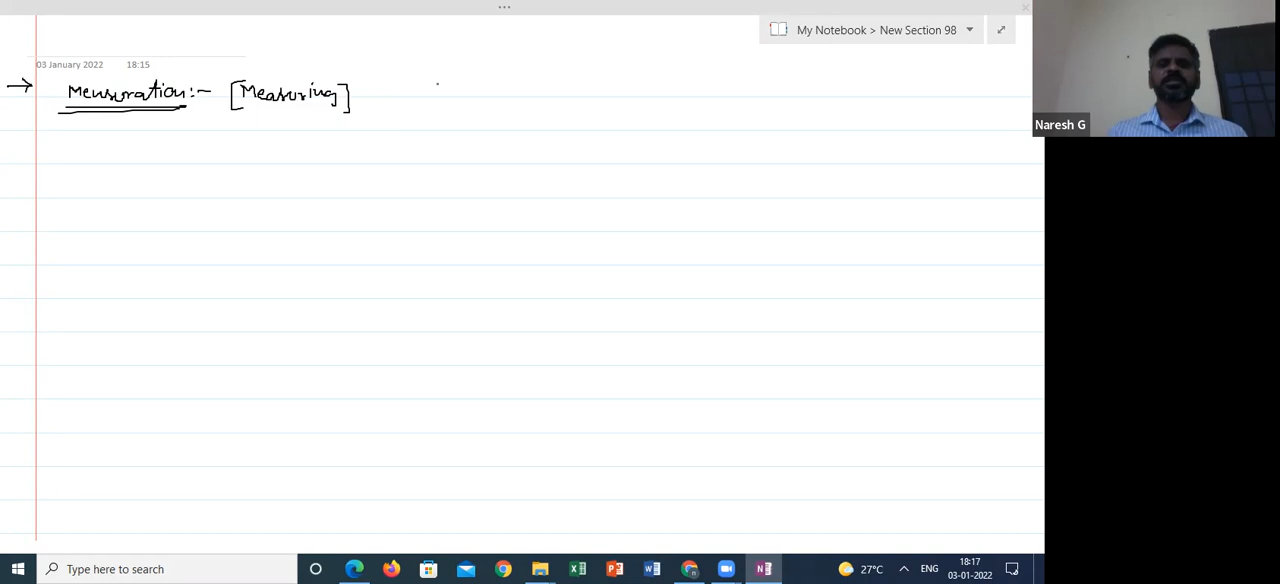 My Notebook > New Section 98
03 January 2022 18:15
→ Mensuration:- [Measuring]
Naresh G
Type here to search
27°C ENG 18:17
03-01-2022